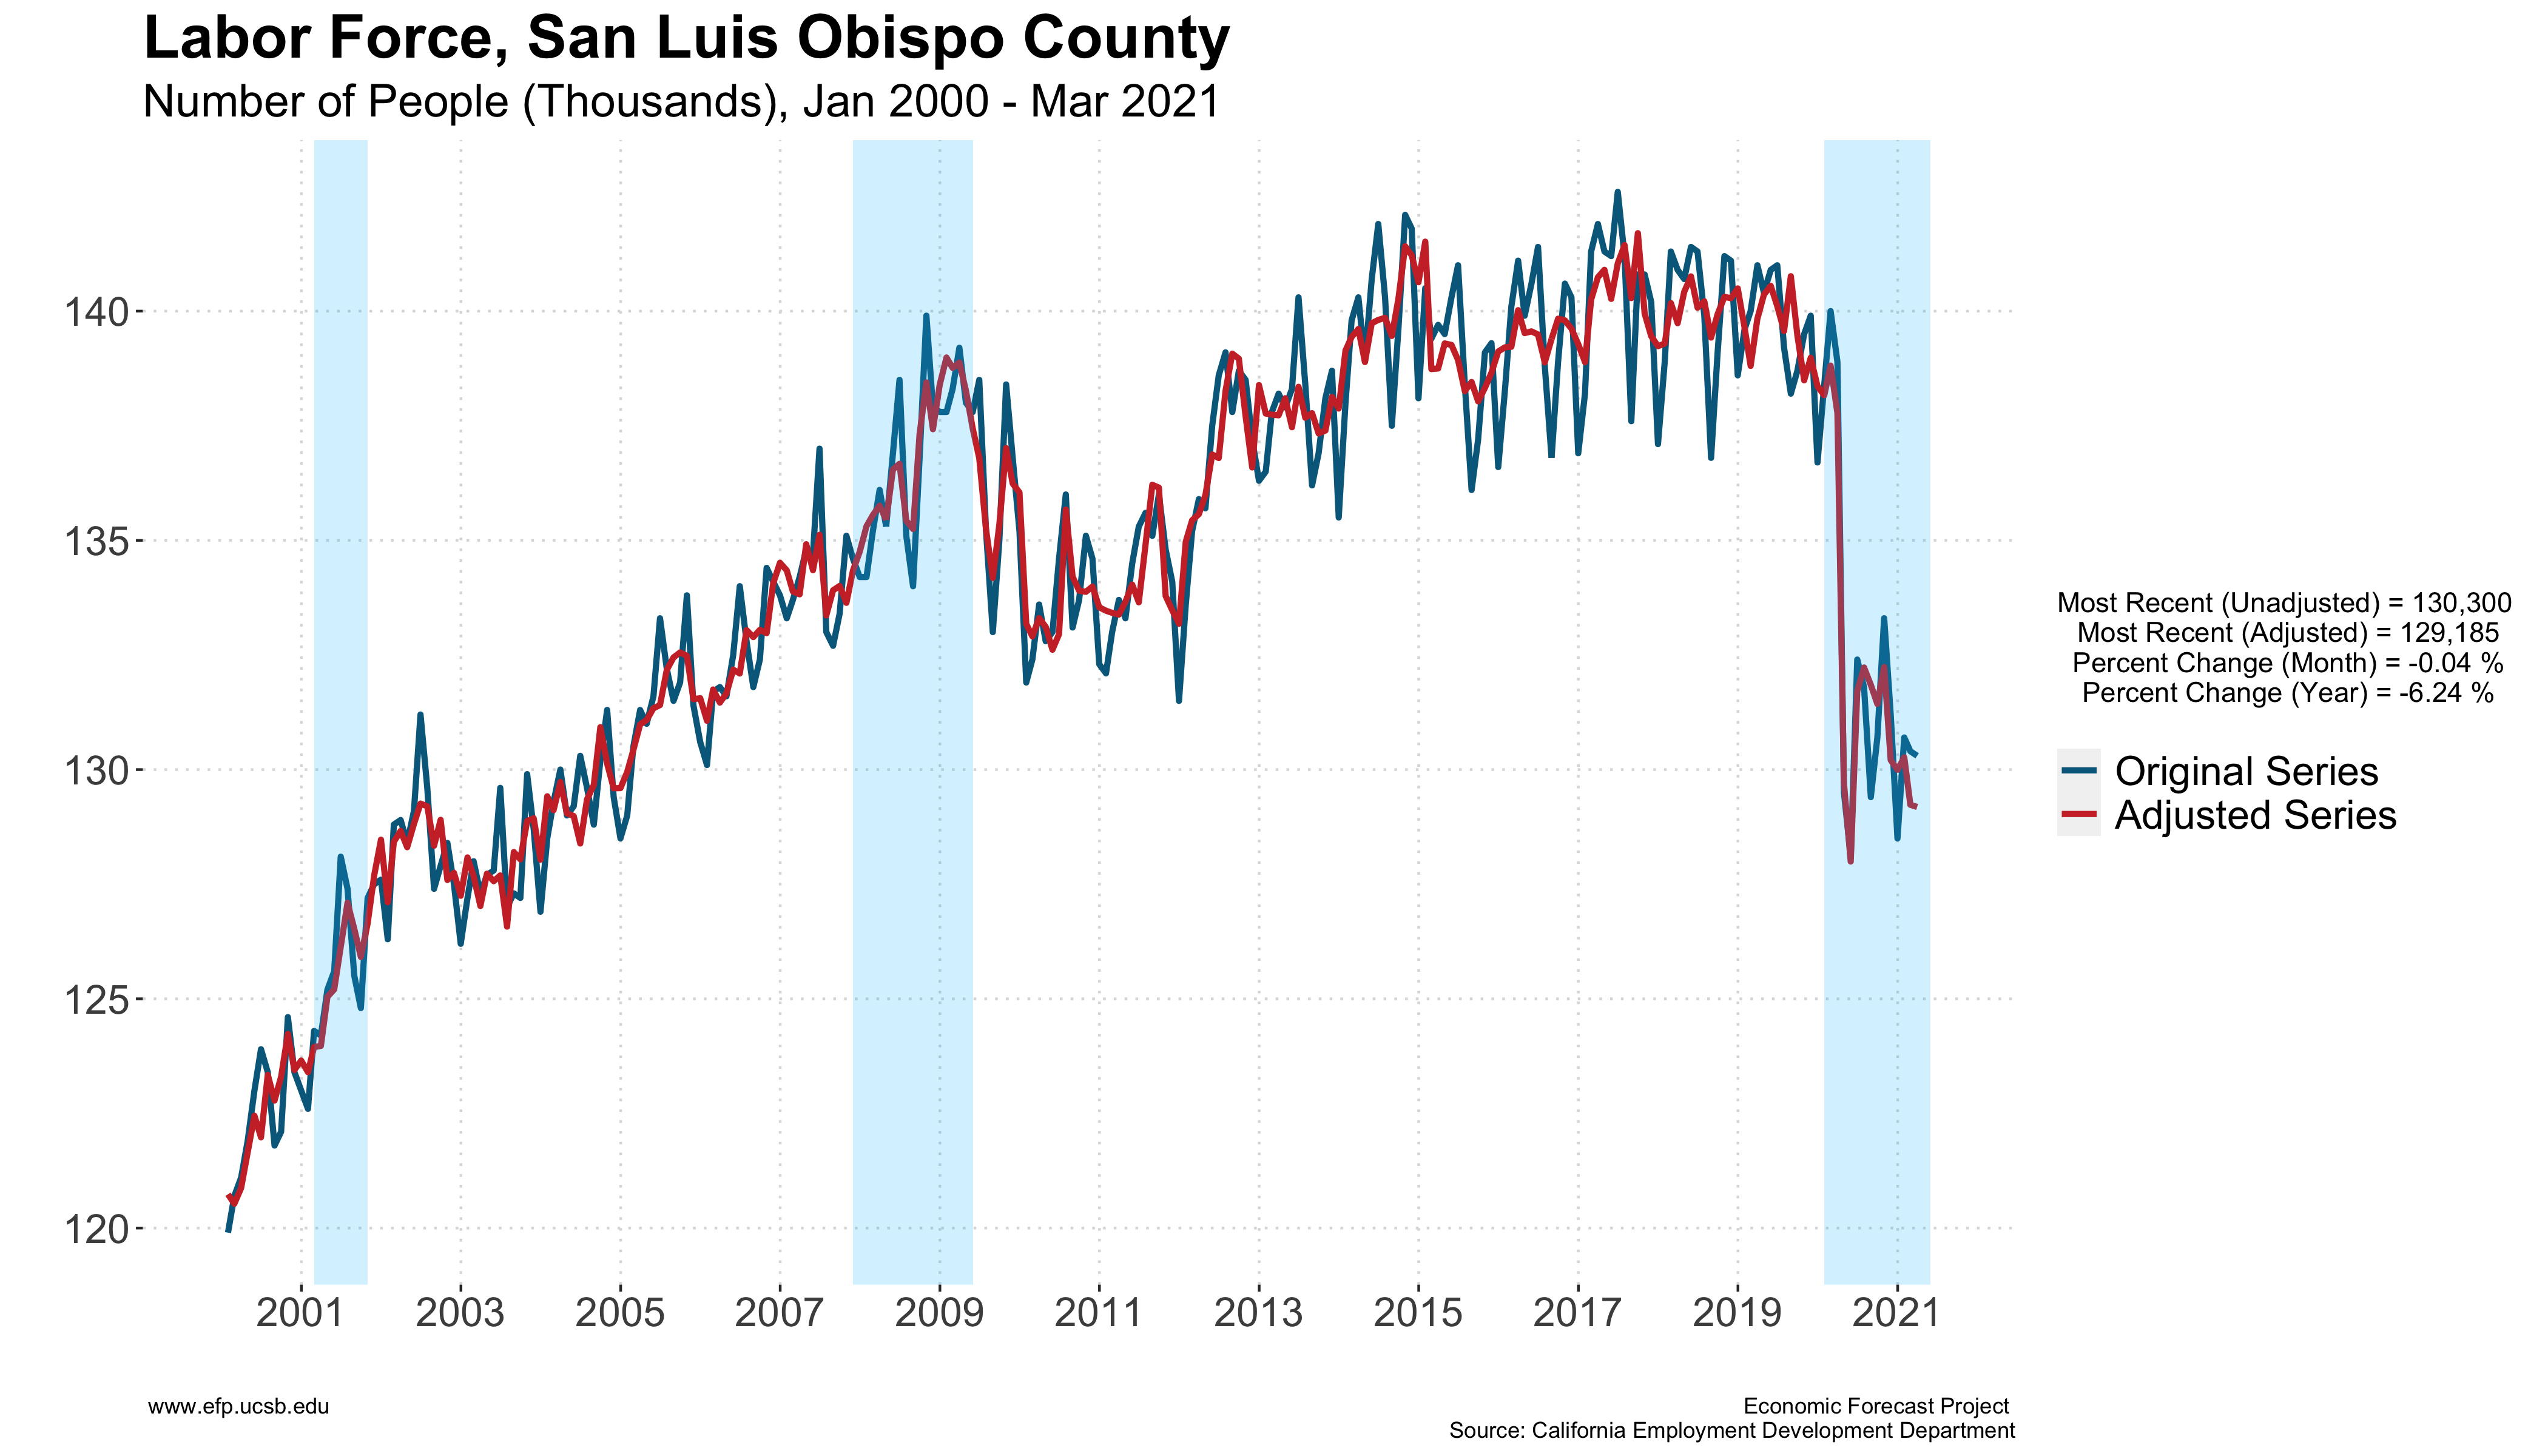 Labor Force, San Luis Obispo County
Number of People (Thousands), Jan 2000 - Mar 2021
140
135
130
125
120
2001 2003 2005 2007 2009 2011 2013 2015 2017 2019 2021
Most Recent (Unadjusted) = 130,300
Most Recent (Adjusted) = 129,185
Percent Change (Month) = -0.04 %
Percent Change (Year) = -6.24 %
Original Series
Adjusted Series
www.efp.ucsb.edu
Economic Forecast Project
Source: California Employment Development Department